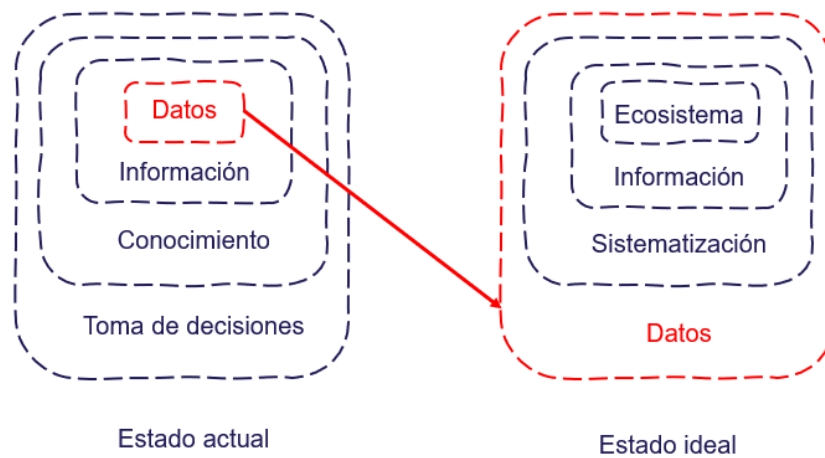 Datos
Información
Conocimiento
Toma de decisiones
Estado actual
Ecosistema
Información
Sistematización
Datos
Estado ideal